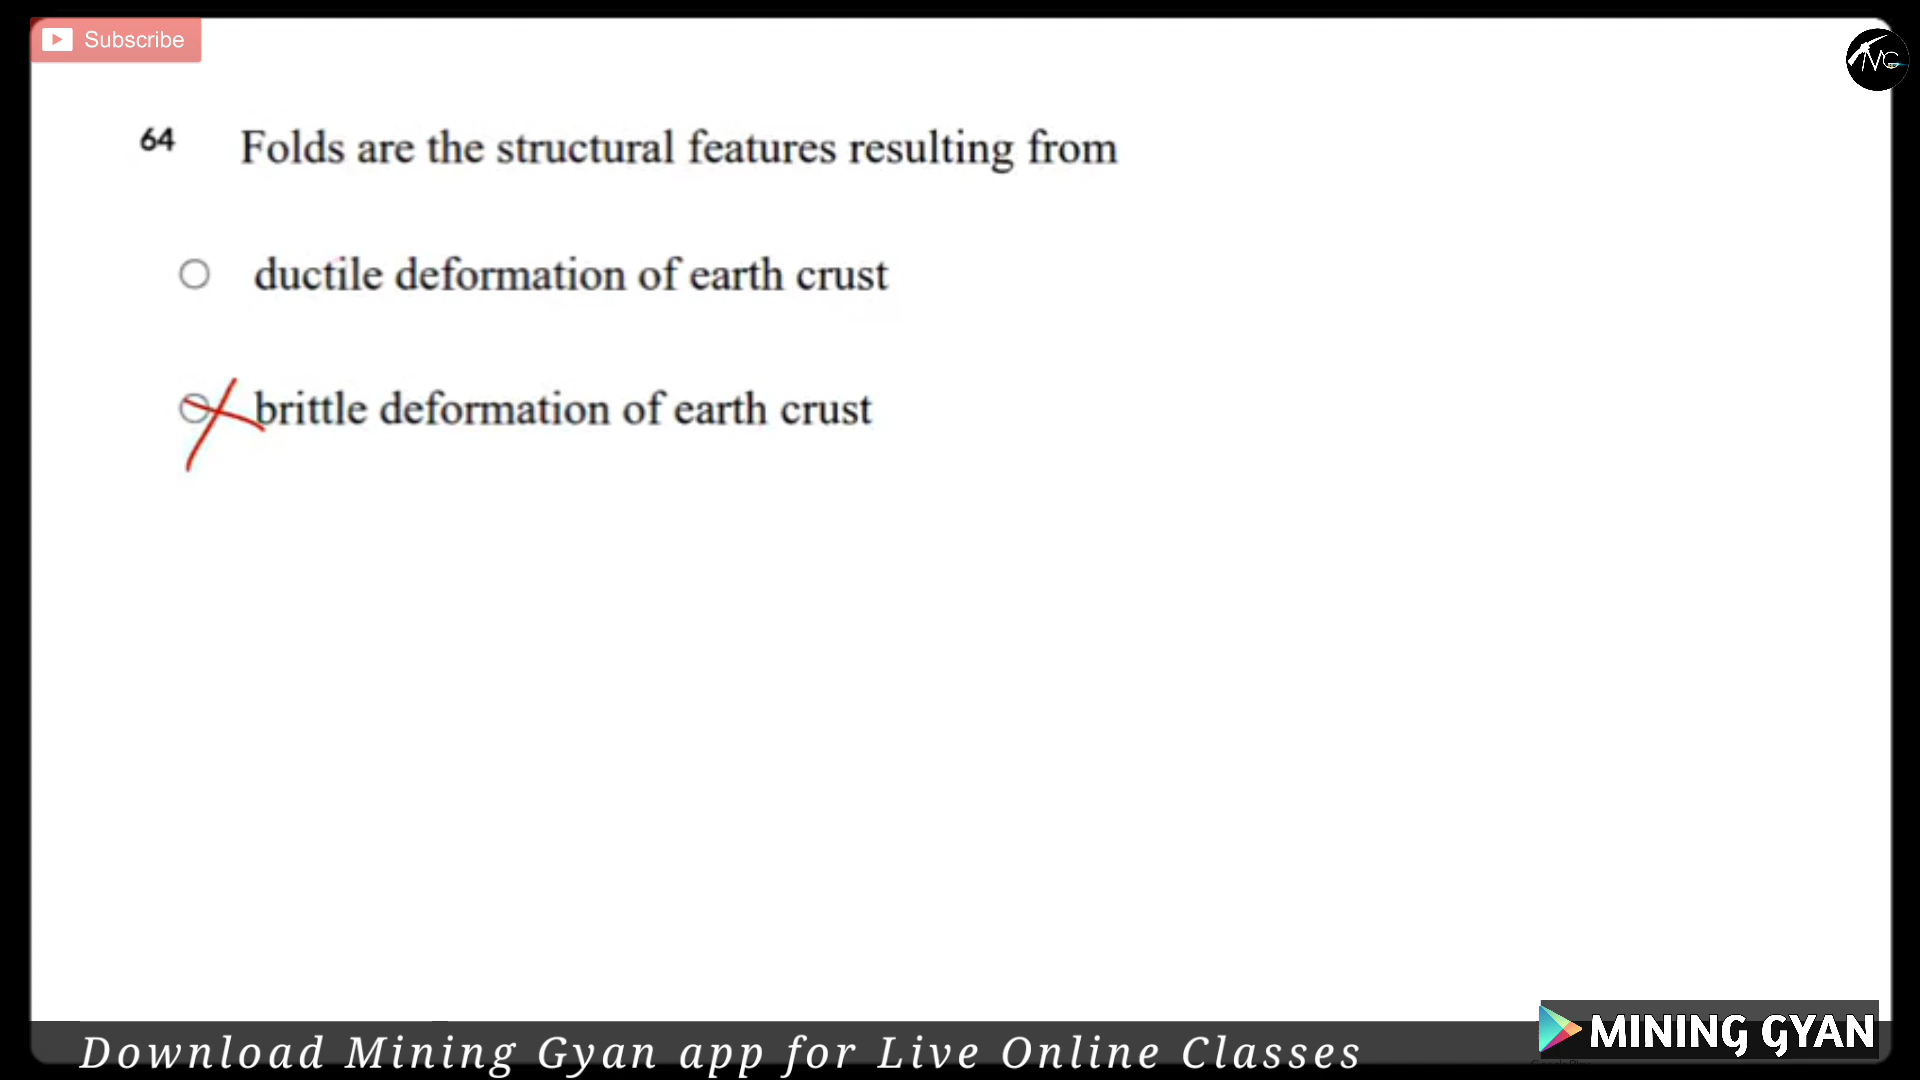 Subscribe
MG
64 Folds are the structural features resulting from
ductile deformation of earth crust
brittle deformation of earth crust
MINING GYAN
Download Mining Gyan app for Live Online Classes